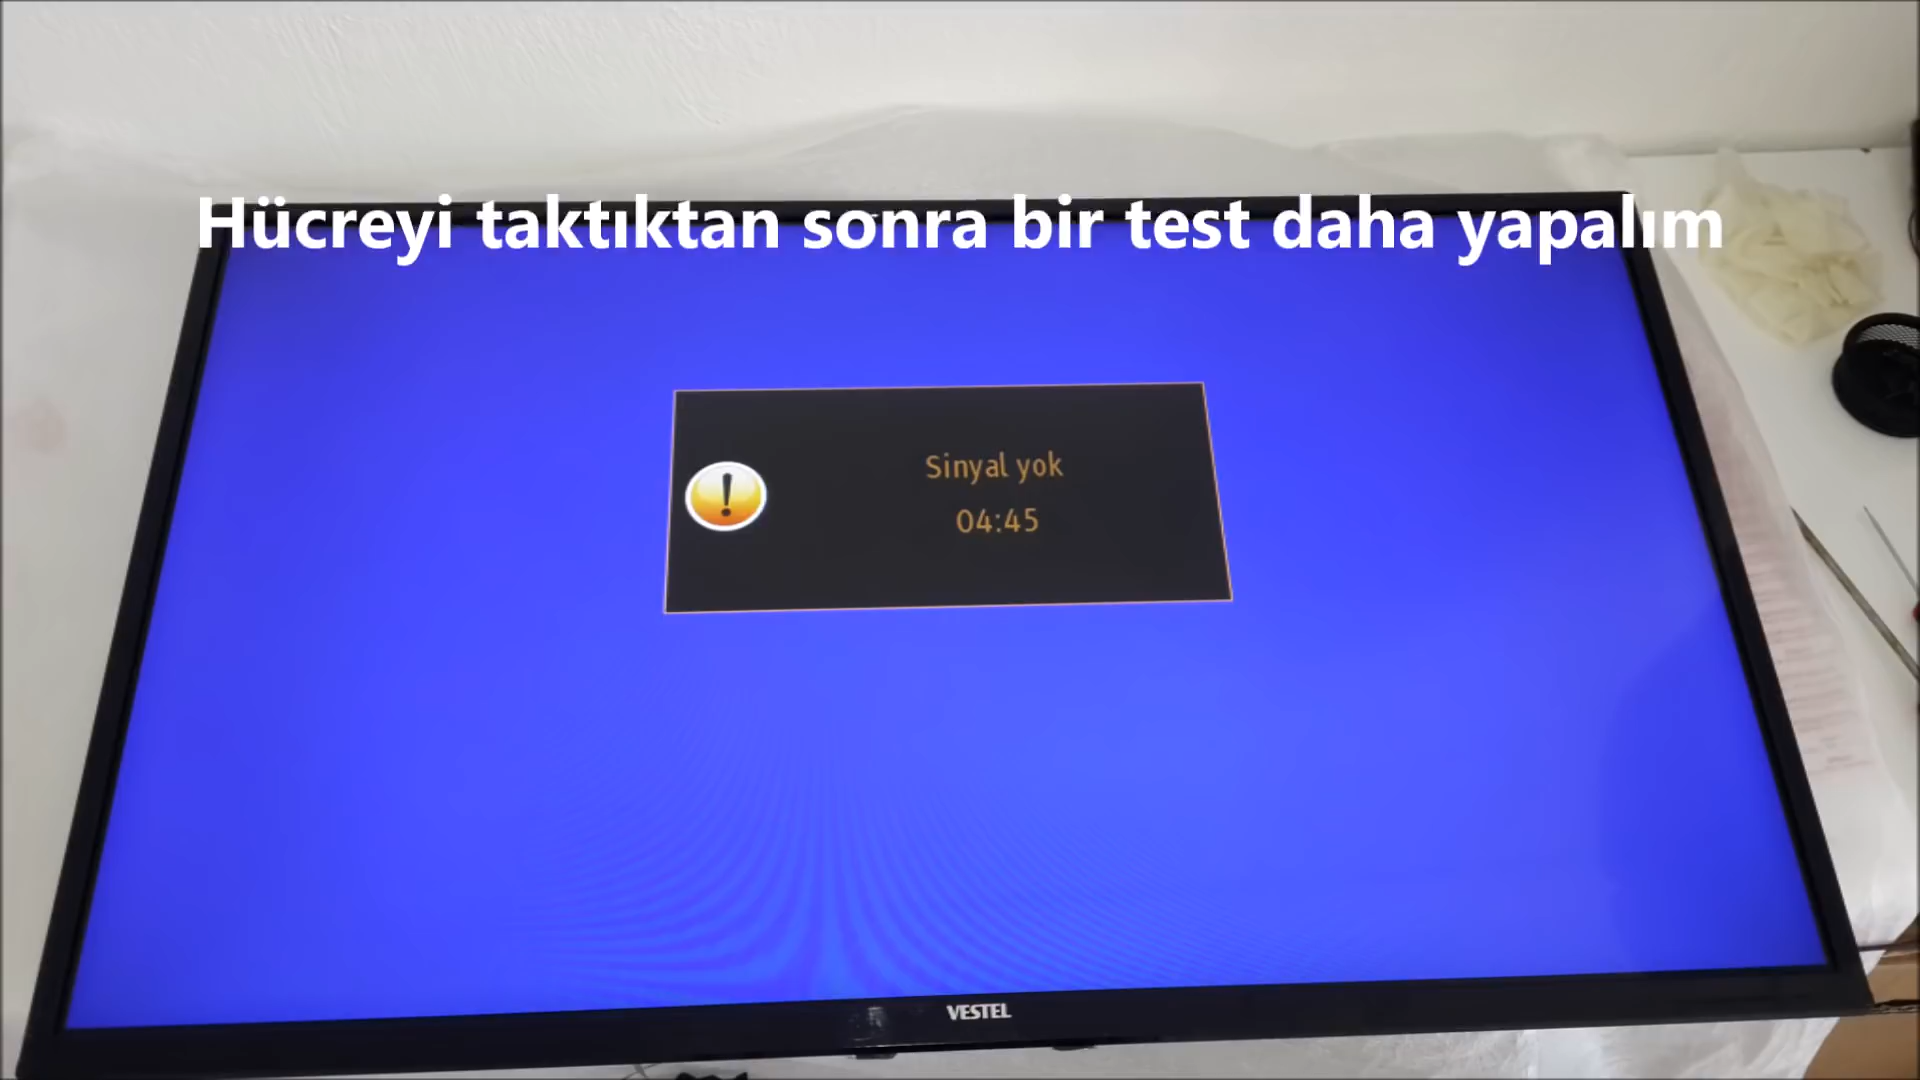 Hücreyi taktıktan sonra bir test daha yapalım
Sinyal yok
04:45
VESTEL